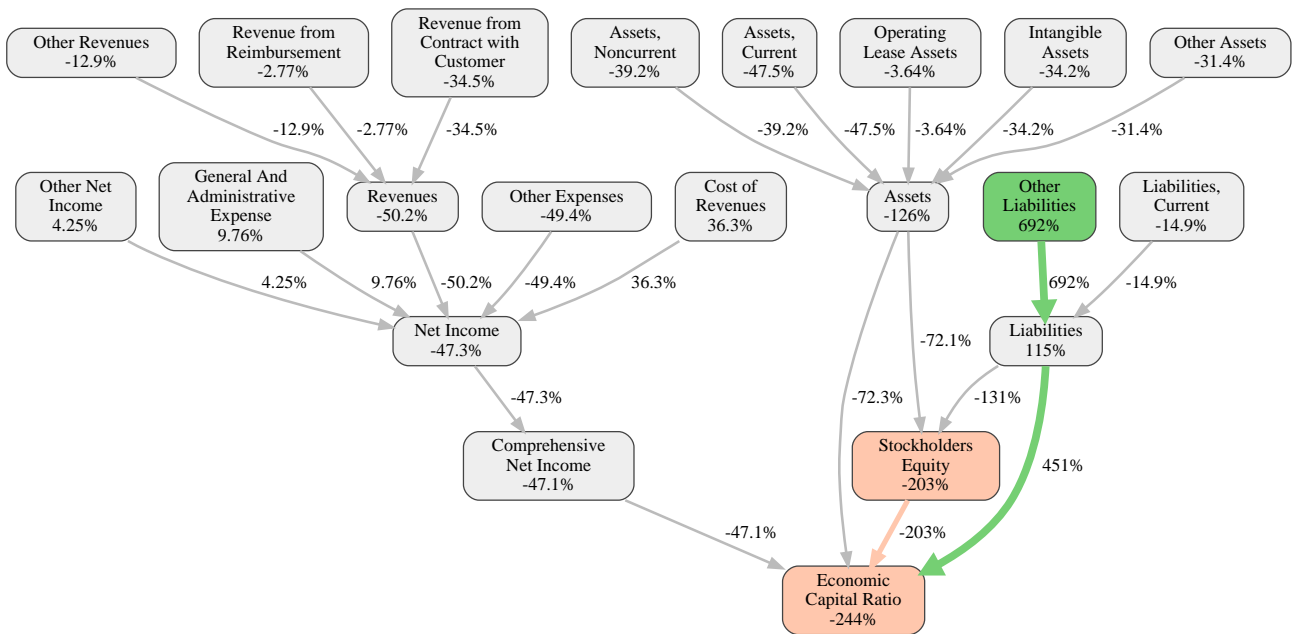 Other Revenues
-12.9%
Revenue from
Reimbursement
-2.77%
Revenue from
Contract with
Customer
-34.5%
Assets,
Noncurrent
-39.2%
Assets,
Current
-47.5%
Operating
Lease Assets
-3.64%
Intangible
Assets
-34.2%
Other Assets
-31.4%
-12.9%
-2.77%
-34.5%
-39.2%
-47.5%
-3.64%
-34.2%
-31.4%
Other Net
Income
4.25%
General And
Administrative
Expense
9.76%
Revenues
-50.2%
Other Expenses
-49.4%
Cost of
Revenues
36.3%
Assets
-126%
Other
Liabilities
692%
Liabilities,
Current
-14.9%
4.25%
9.76%
-50.2%
-49.4%
36.3%
692%
-14.9%
Net Income
-47.3%
-72.1%
Liabilities
115%
-47.3%
-72.3%
-131%
Comprehensive
Net Income
-47.1%
Stockholders
Equity
-203%
451%
-47.1%
-203%
Economic
Capital Ratio
-244%